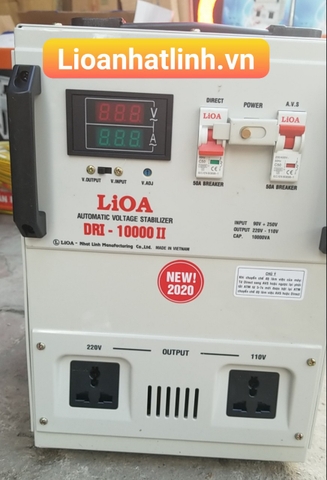 Lioanhatlinh.vn
DIRECT POWER A.V.S
LiOA
LiOA
V
A
V.OUTPUT V.INPUT V.ADJ
50A BREAKER
50A BREAKER
LiOA
AUTOMATIC VOLTAGE STABILIZER
DRI - 10000 II
LiOA - Nhat Linh Manufacturing Co.,Ltd. MADE IN VIETNAM
INPUT 90V ~ 250V
OUTPUT 220V - 110V
CAP. 10000VA
NEW!
2020
CHÚ Ý
220V OUTPUT 110V